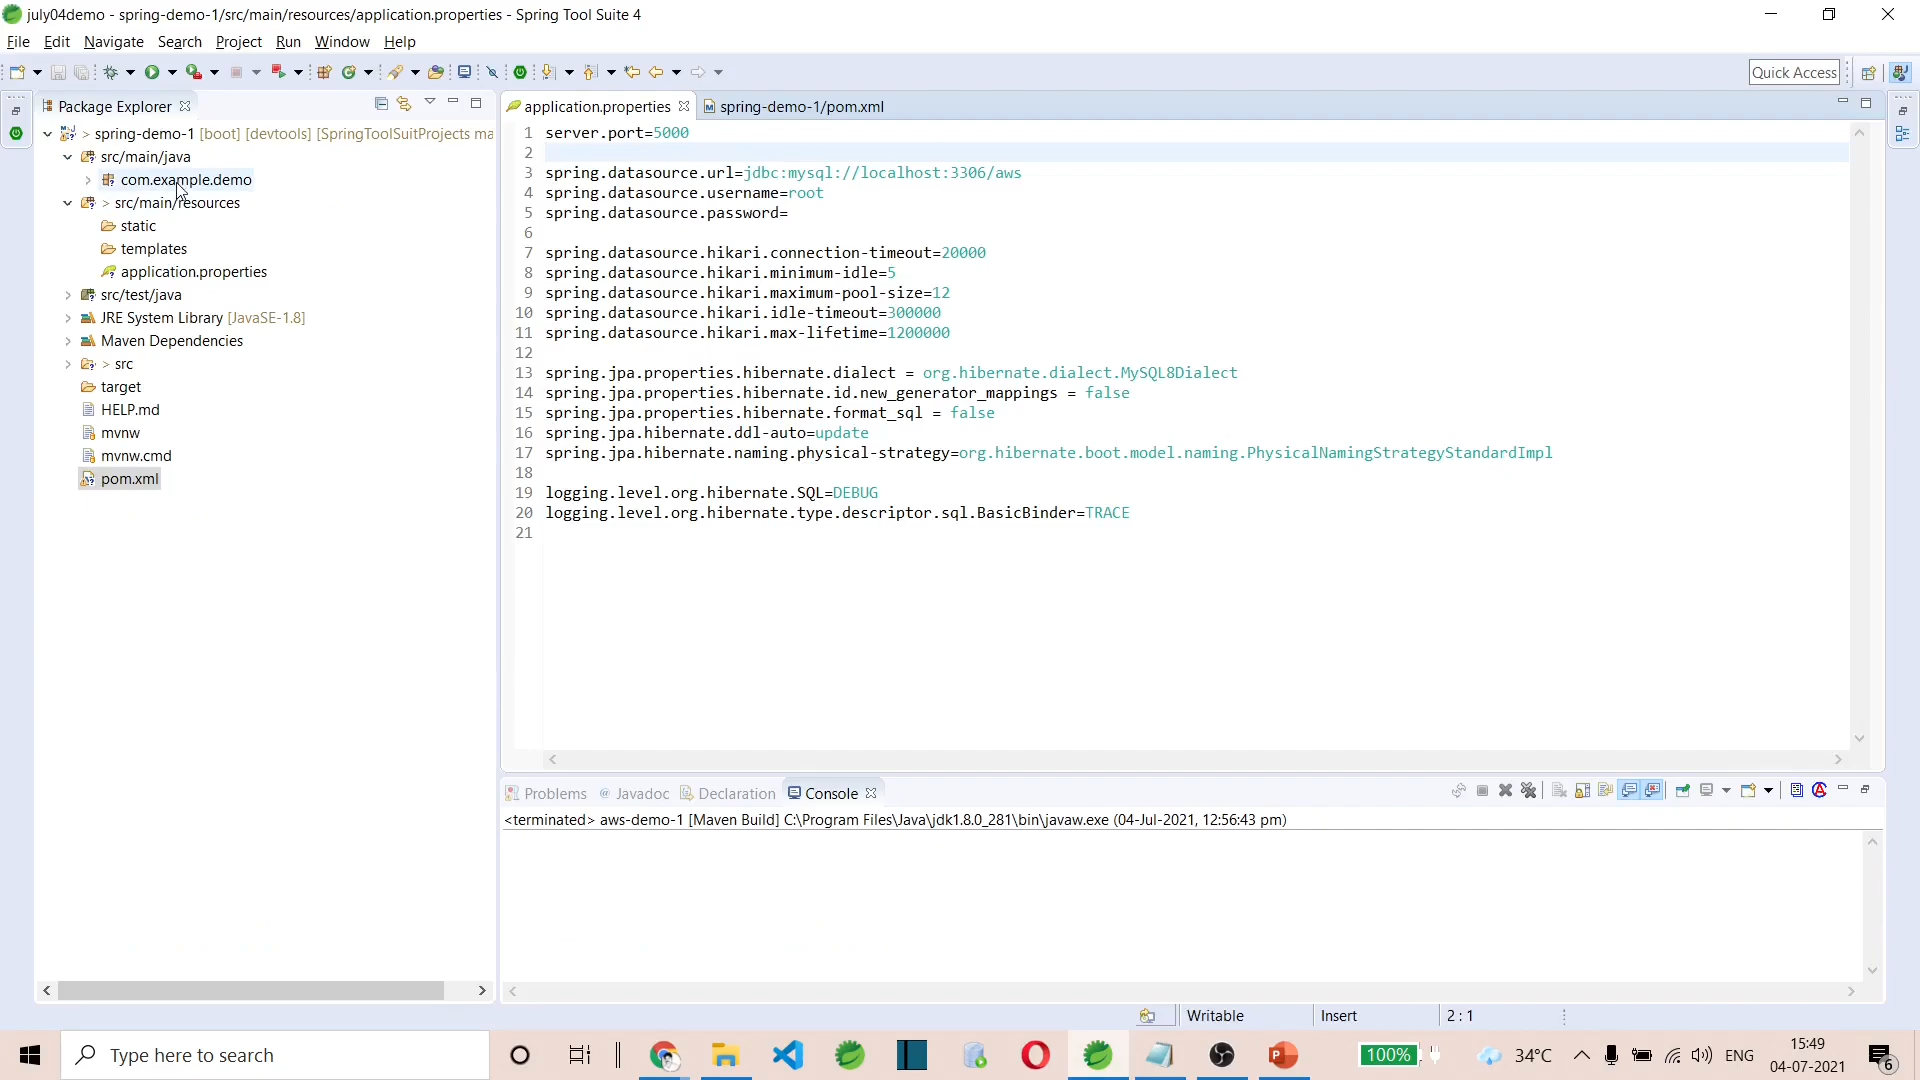 july04demo - spring-demo-1/src/main/resources/application.properties - Spring Tool Suite 4
File Edit Navigate Search Project Run Window Help
Quick Access
Package Explorer
> spring-demo-1 [boot] [devtools] [SpringToolSuitProjects ma
src/main/java
com.example.demo
> src/main/resources
static
templates
application.properties
src/test/java
JRE System Library [JavaSE-1.8]
Maven Dependencies
> src
target
HELP.md
mvnw
mvnw.cmd
pom.xml
application.properties spring-demo-1/pom.xml
1 server.port=5000
2
3 spring.datasource.url=jdbc:mysql://localhost:3306/aws
4 spring.datasource.username=root
5 spring.datasource.password=
6
7 spring.datasource.hikari.connection-timeout=20000
8 spring.datasource.hikari.minimum-idle=5
9 spring.datasource.hikari.maximum-pool-size=12
10 spring.datasource.hikari.idle-timeout=300000
11 spring.datasource.hikari.max-lifetime=1200000
12
13 spring.jpa.properties.hibernate.dialect = org.hibernate.dialect.MySQL8Dialect
14 spring.jpa.properties.hibernate.id.new_generator_mappings = false
15 spring.jpa.properties.hibernate.format_sql = false
16 spring.jpa.hibernate.ddl-auto=update
17 spring.jpa.hibernate.naming.physical-strategy=org.hibernate.boot.model.naming.PhysicalNamingStrategyStandardImpl
18
19 logging.level.org.hibernate.SQL=DEBUG
20 logging.level.org.hibernate.type.descriptor.sql.BasicBinder=TRACE
21
Problems @ Javadoc Declaration Console
<terminated> aws-demo-1 [Maven Build] C:\Program Files\Java\jdk1.8.0_281\bin\javaw.exe (04-Jul-2021, 12:56:43 pm)
Writable Insert 2 : 1
Type here to search
100% 34°C ENG
15:49
04-07-2021
6